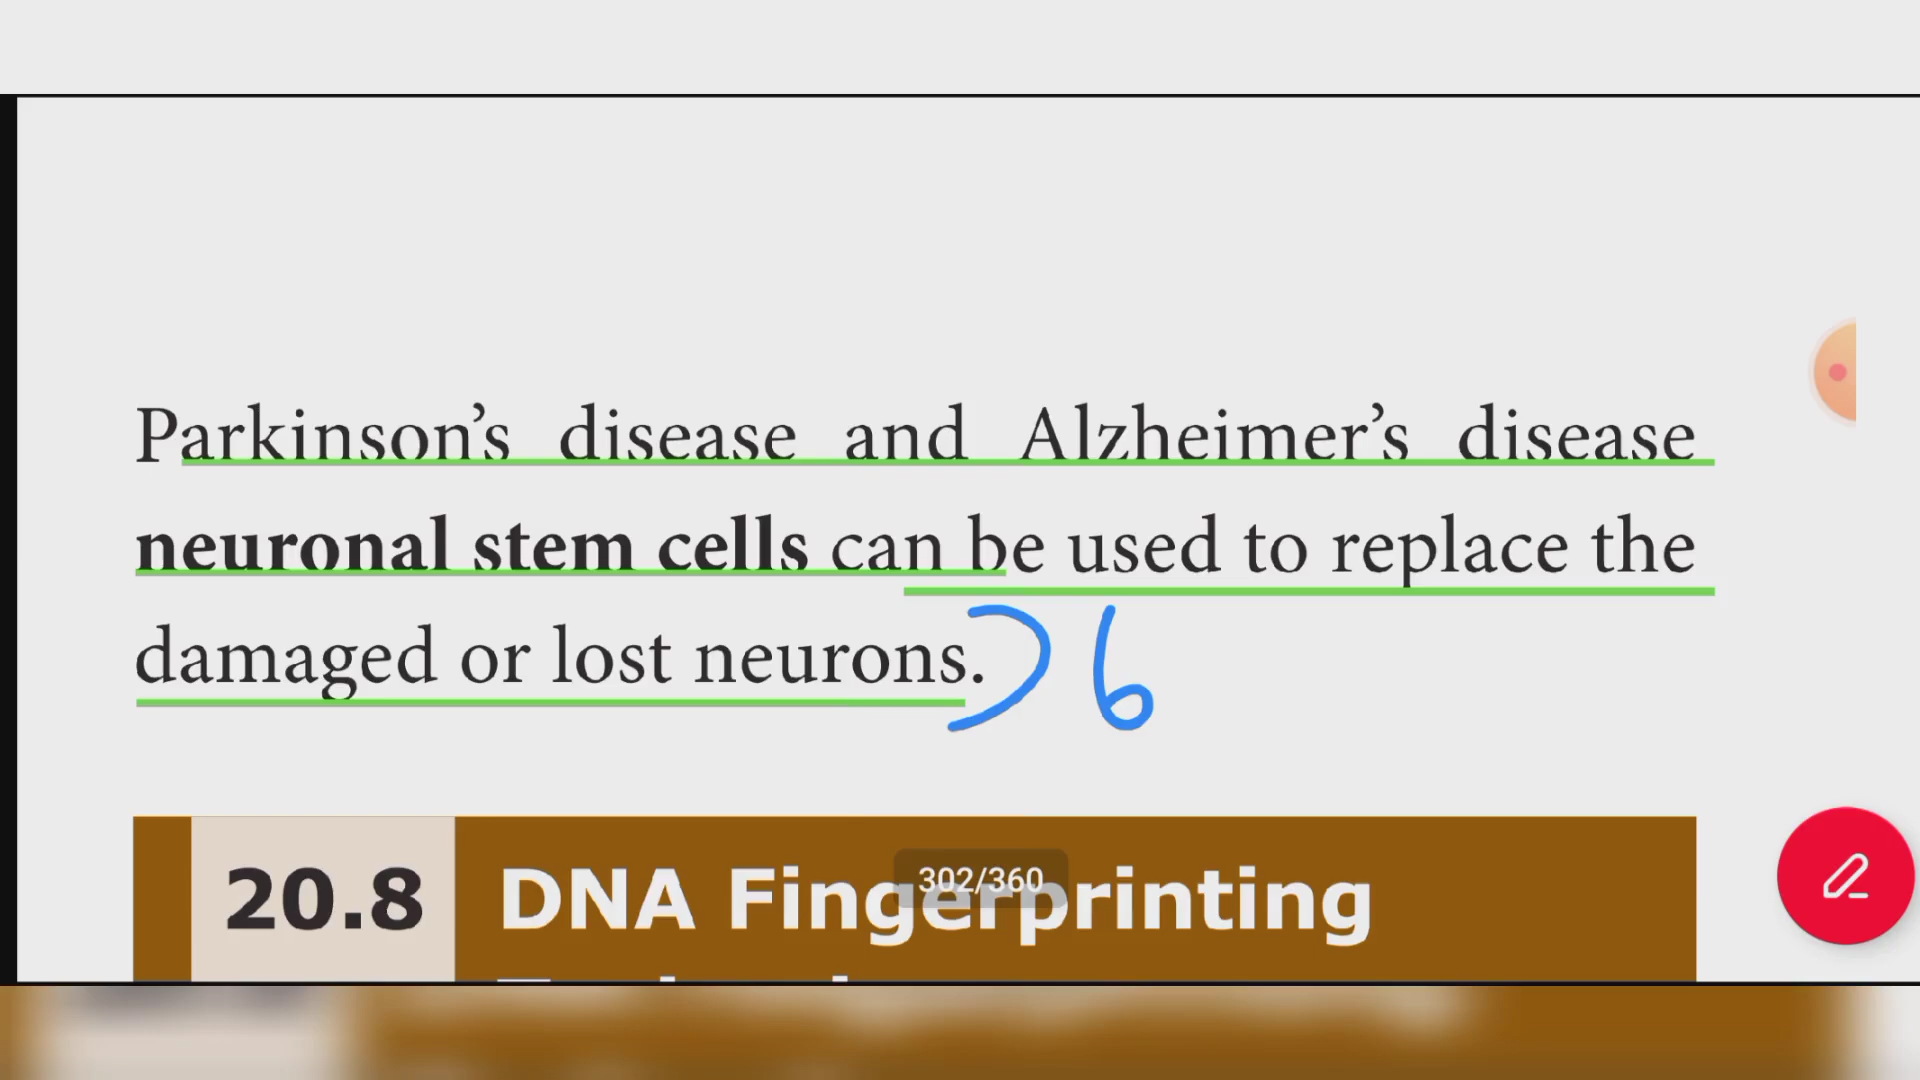 Parkinson’s disease and Alzheimer’s disease
neuronal stem cells can be used to replace the
damaged or lost neurons. ) 6
20.8 DNA Fingerprinting
302/360